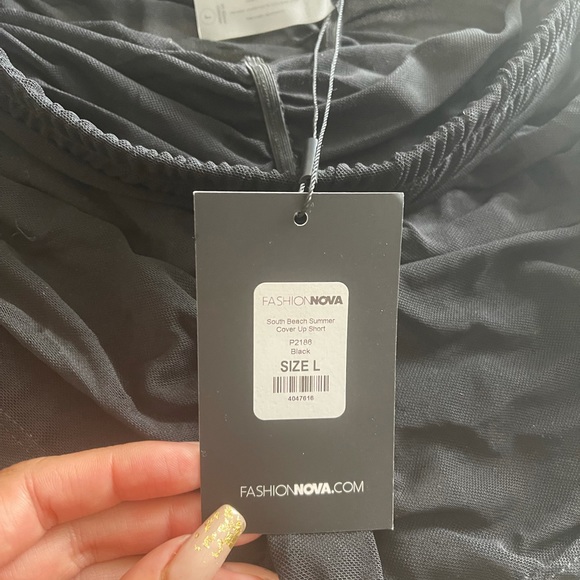 FASHIONNOVA
South Beach Summer
Cover Up Short
P2186
Black
SIZE L
4047616
FASHIONNOVA.COM